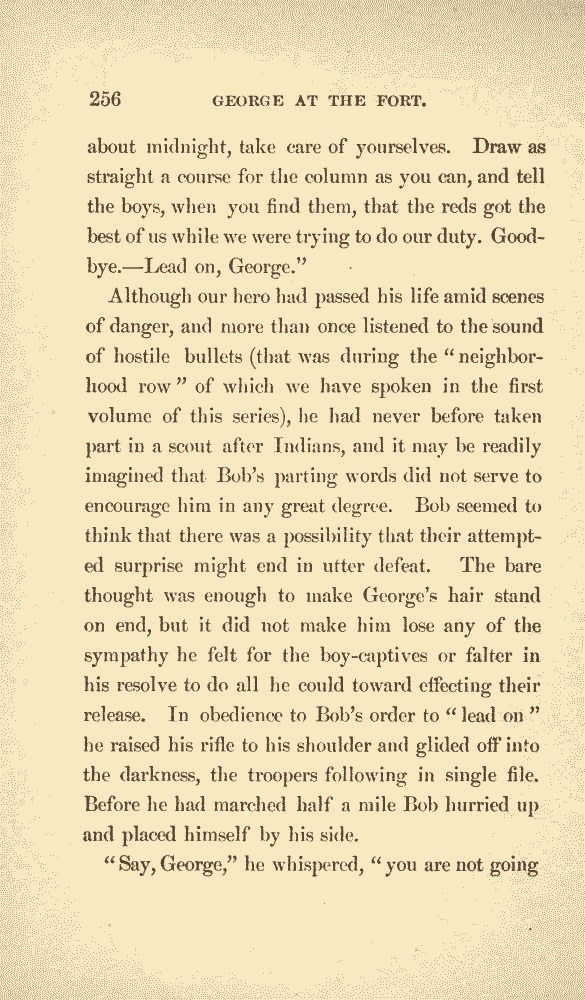 256 GEORGE AT THE FORT.
about midnight, take care of yourselves. Draw as
straight a course for the column as you can, and tell
the boys, when you find them, that the reds got the
best of us while we were trying to do our duty. Good-
bye.—Lead on, George.”
Although our hero had passed his life amid scenes
of danger, and more than once listened to the sound
of hostile bullets (that was during the “neighbor-
hood row” of which we have spoken in the first
volume of this series), he had never before taken
part in a scout after Indians, and it may be readily
imagined that Bob’s parting words did not serve to
encourage him in any great degree. Bob seemed to
think that there was a possibility that their attempt-
ed surprise might end in utter defeat. The bare
thought was enough to make George’s hair stand
on end, but it did not make him lose any of the
sympathy he felt for the boy-captives or falter in
his resolve to do all he could toward effecting their
release. In obedience to Bob’s order to “lead on”
he raised his rifle to his shoulder and glided off into
the darkness, the troopers following in single file.
Before he had marched half a mile Bob hurried up
and placed himself by his side.
“Say, George,” he whispered, “you are not going